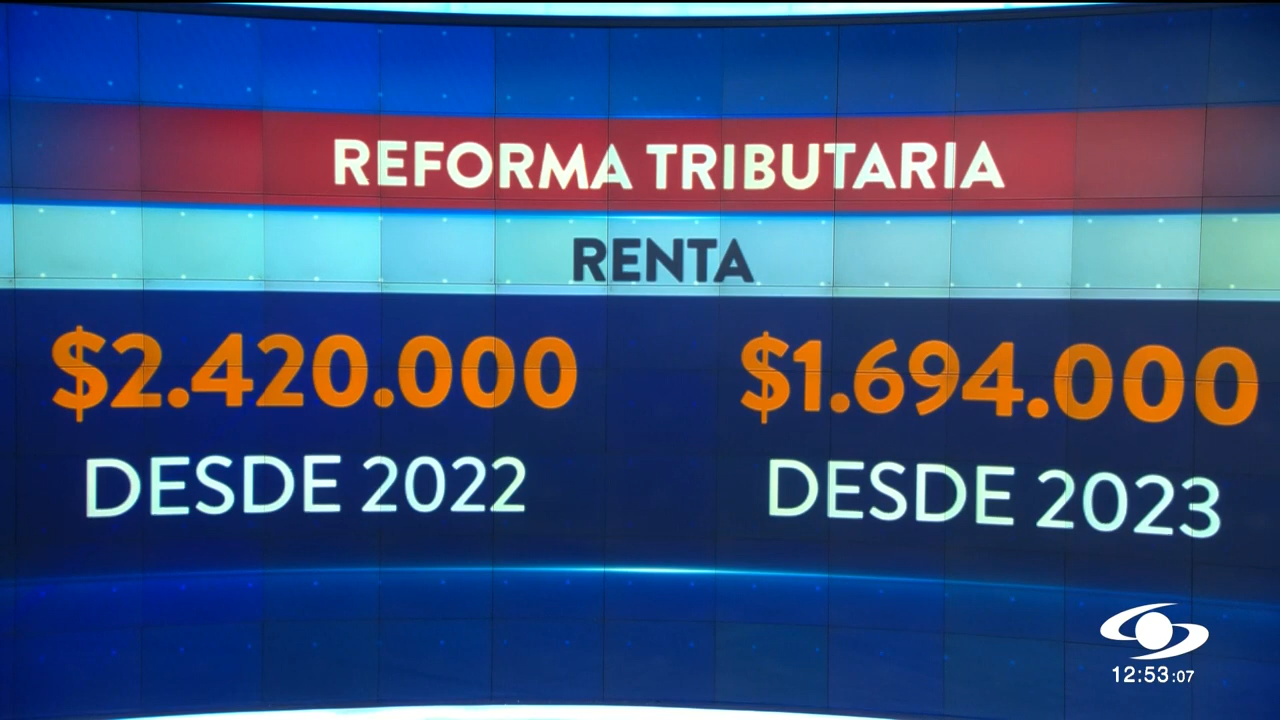 REFORMA TRIBUTARIA
RENTA
$2.420.000
DESDE 2022
$1.694.000
DESDE 2023
12:53:07